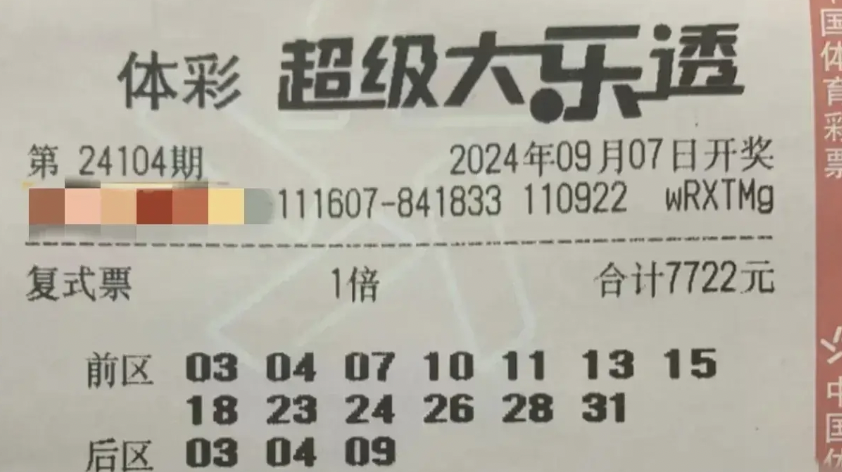 体彩 超级大乐透
第 24104期 2024年09月07日开奖
111607-841833 110922 wRXTMg
复式票 1倍 合计7722元
前区 03 04 07 10 11 13 15
18 23 24 26 28 31
后区 03 04 09
国体育彩票
中国体